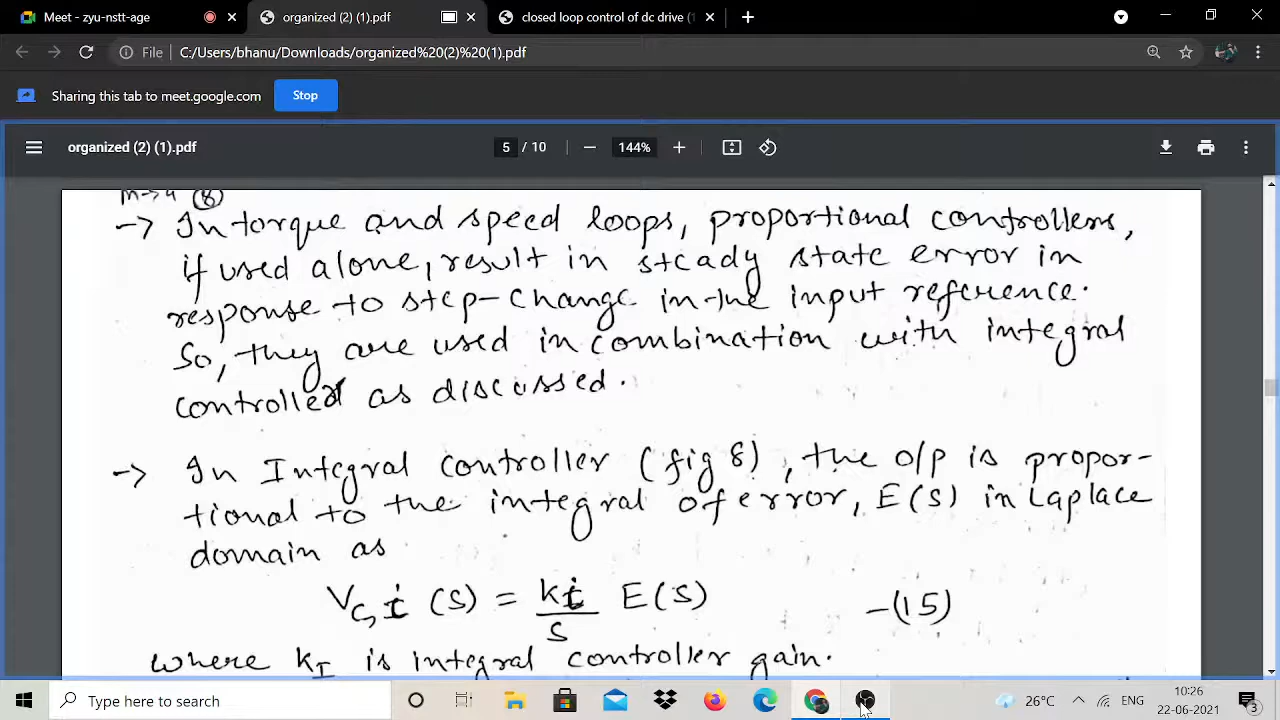 Meet - zyu-nstt-age
organized (2) (1).pdf
closed loop control of dc drive (1
File C:/Users/bhanu/Downloads/organized%20(2)%20(1).pdf
Sharing this tab to meet.google.com Stop
organized (2) (1).pdf 5 / 10 144%
(8)
→ In torque and speed loops, proportional controllers,
if used alone, result in steady state error in
response to step-change in the input reference.
So, they are used in combination with integral
controller as discussed.
→ In Integral controller (fig 8), the o/p is propor-
tional to the integral of error, E(s) in Laplace
domain as
Vc,i (s) = ki/s E(s) -(15)
where kI is integral controller gain.
Type here to search
26°C ENG 10:26
22-06-2021
3